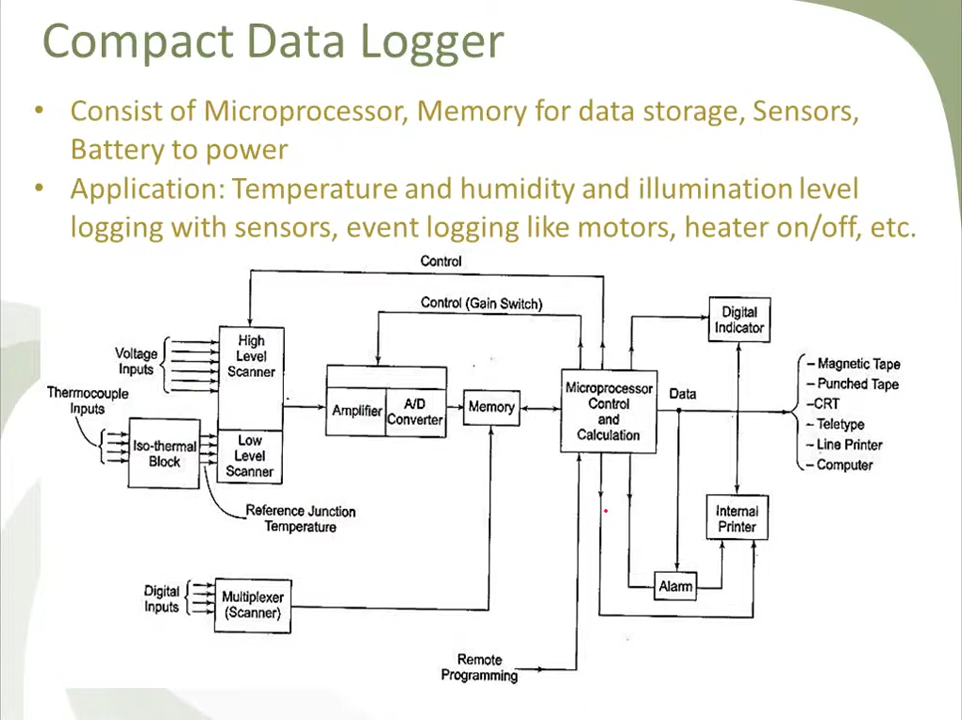 Compact Data Logger
• Consist of Microprocessor, Memory for data storage, Sensors,
Battery to power
• Application: Temperature and humidity and illumination level
logging with sensors, event logging like motors, heater on/off, etc.
Control
Control (Gain Switch)
Digital
Indicator
High
Level
Scanner
Voltage
Inputs
Thermocouple
Inputs
Iso-thermal
Block
Low
Level
Scanner
Amplifier
A/D
Converter
Memory
Microprocessor
Control
and
Calculation
Data
– Magnetic Tape
– Punched Tape
-CRT
– Teletype
– Line Printer
– Computer
Reference Junction
Temperature
Internal
Printer
Alarm
Digital
Inputs
Multiplexer
(Scanner)
Remote
Programming